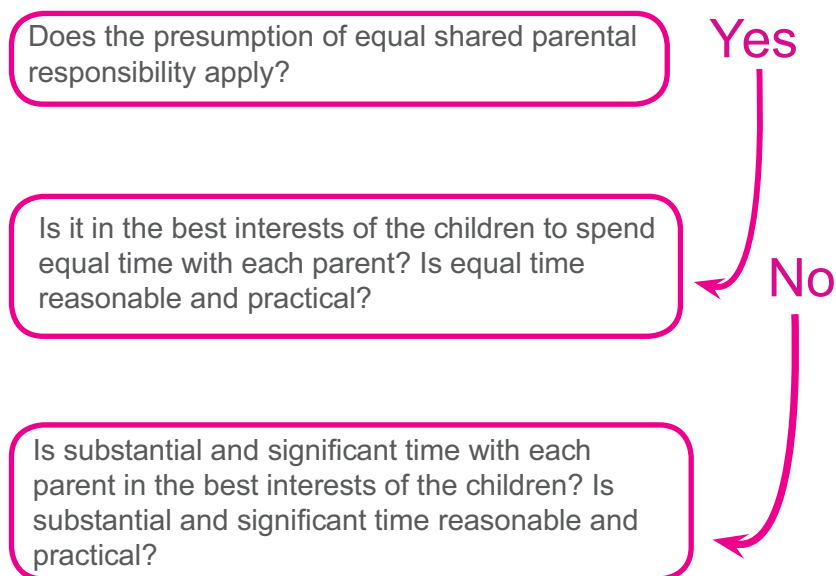 Does the presumption of equal shared parental
responsibility apply?
Yes
Is it in the best interests of the children to spend
equal time with each parent? Is equal time
reasonable and practical?
No
Is substantial and significant time with each
parent in the best interests of the children? Is
substantial and significant time reasonable and
practical?